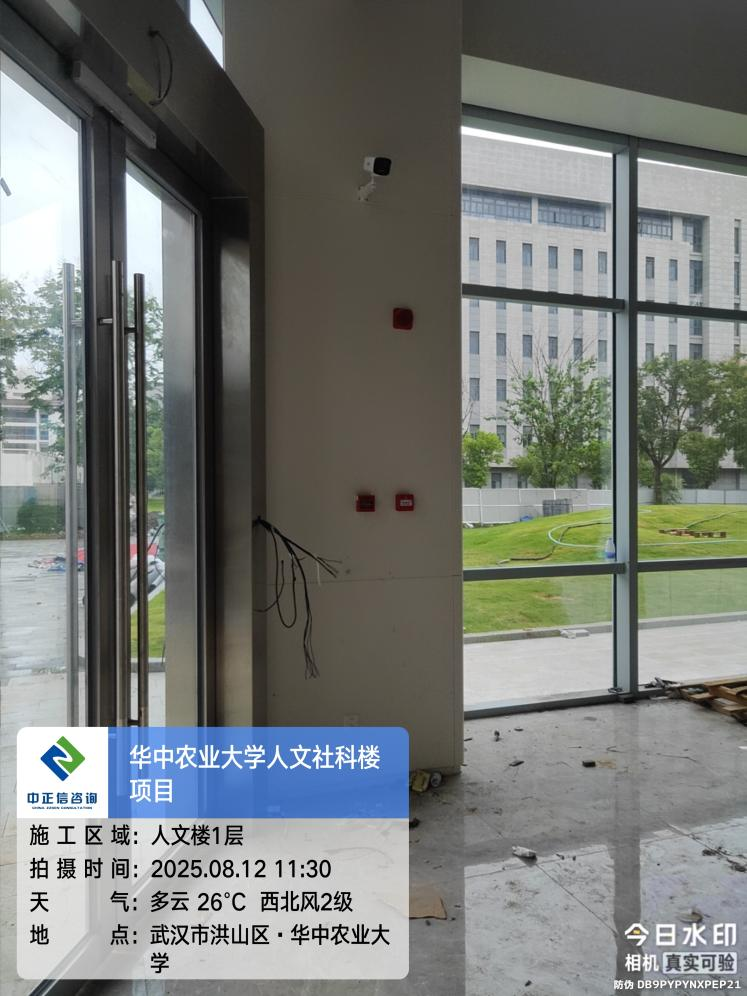 华中农业大学人文社科楼
项目
中正信咨询
CHINA ZZXIN CONSULTATION
施工区域：人文楼1层
拍摄时间：2025.08.12 11:30
天气：多云 26°C 西北风2级
地点：武汉市洪山区·华中农业大
学
今日水印
相机 真实可验
防伪 DB9PYPYNXPEP21